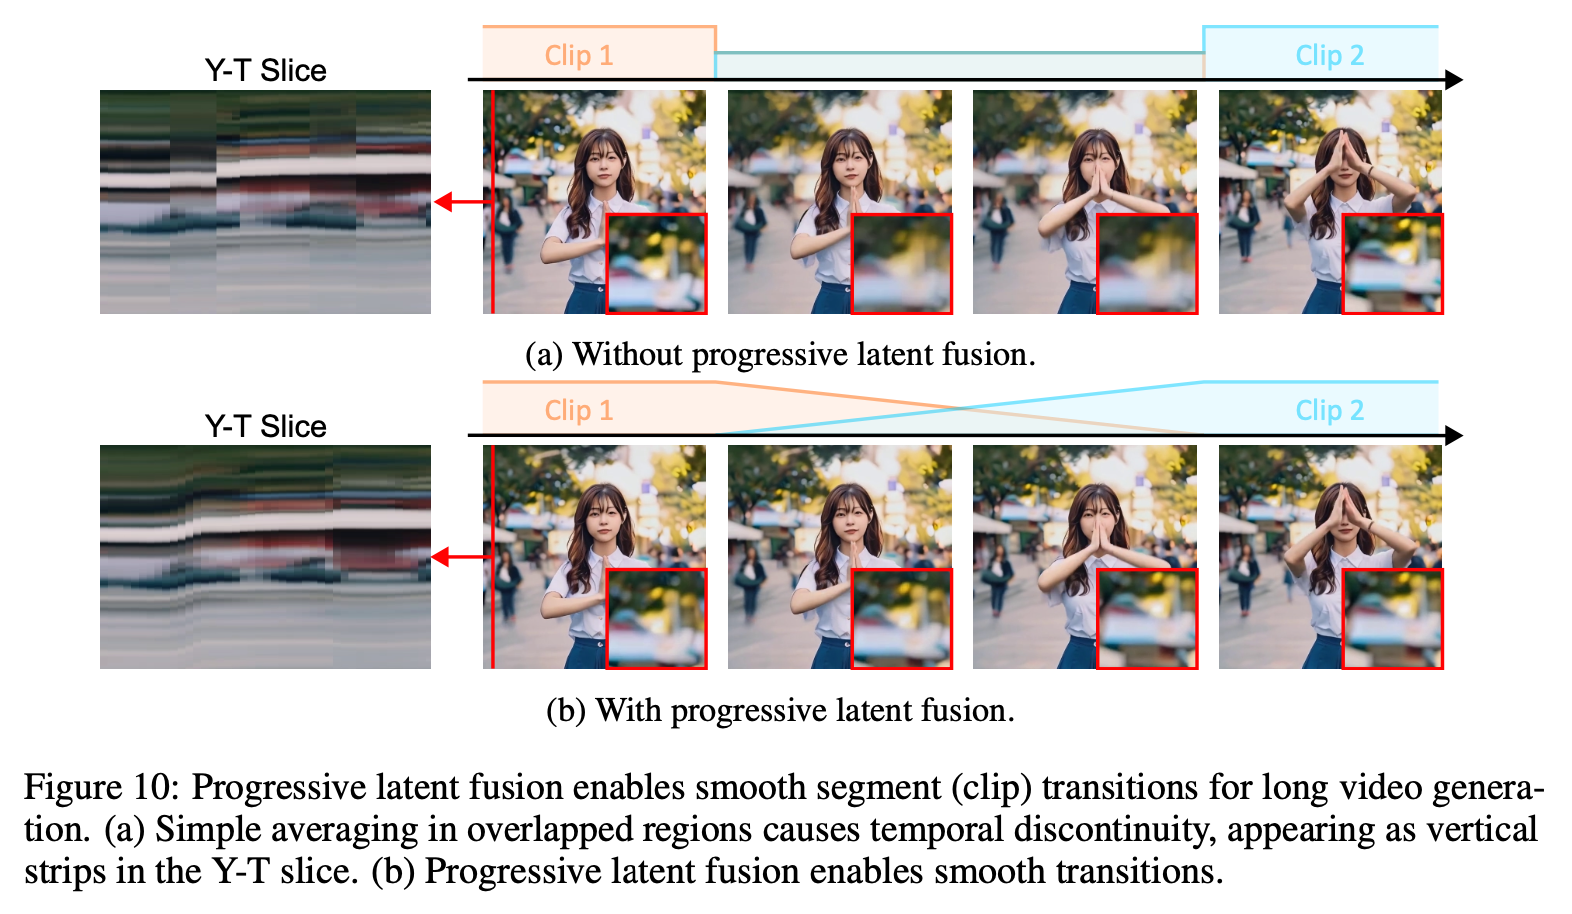 Clip 1
Clip 2
Y-T Slice
(a) Without progressive latent fusion.
Clip 1
Clip 2
Y-T Slice
(b) With progressive latent fusion.
Figure 10: Progressive latent fusion enables smooth segment (clip) transitions for long video genera-
tion. (a) Simple averaging in overlapped regions causes temporal discontinuity, appearing as vertical
strips in the Y-T slice. (b) Progressive latent fusion enables smooth transitions.